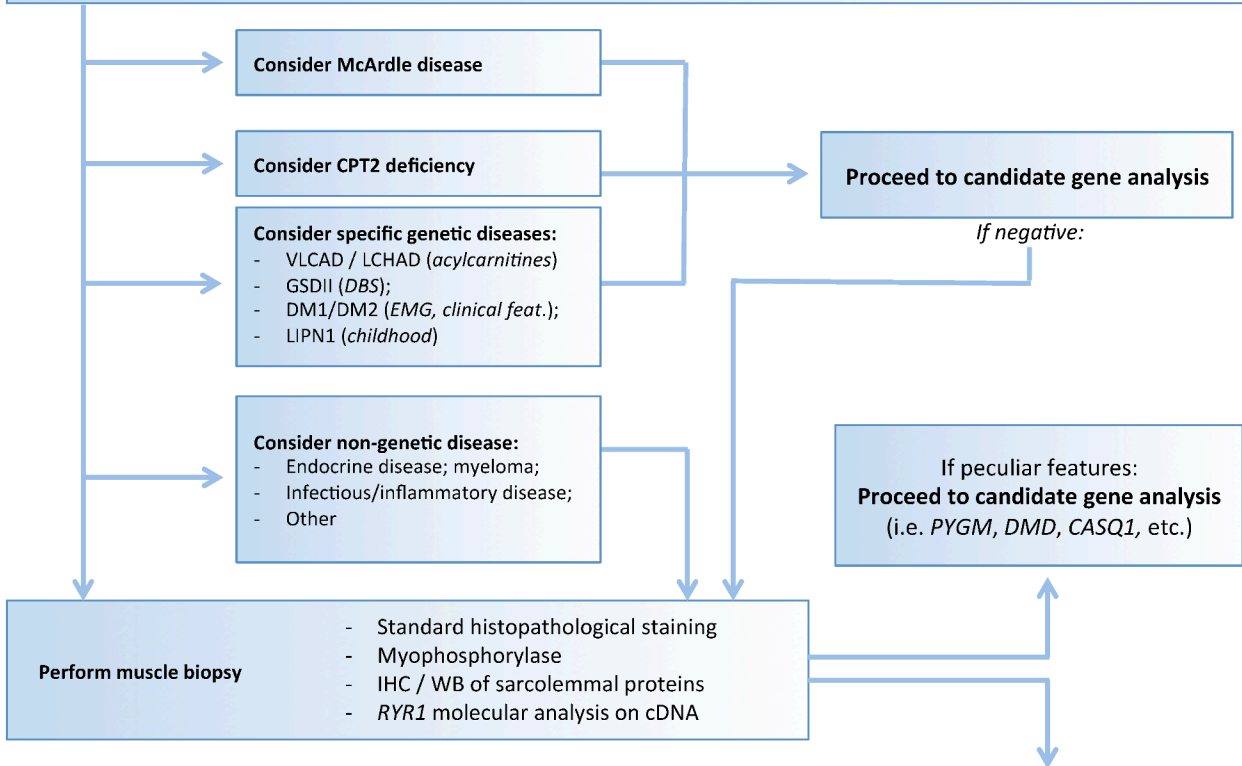 Consider McArdle disease
Consider CPT2 deficiency
Proceed to candidate gene analysis
If negative:
Consider specific genetic diseases:
- VLCAD / LCHAD (acylcarnitines)
- GSDII (DBS);
- DM1/DM2 (EMG, clinical feat.);
- LIPN1 (childhood)
Consider non-genetic disease:
- Endocrine disease; myeloma;
- Infectious/inflammatory disease;
- Other
If peculiar features:
Proceed to candidate gene analysis
(i.e. PYGM, DMD, CASQ1, etc.)
Perform muscle biopsy
- Standard histopathological staining
- Myophosphorylase
- IHC / WB of sarcolemmal proteins
- RYR1 molecular analysis on cDNA